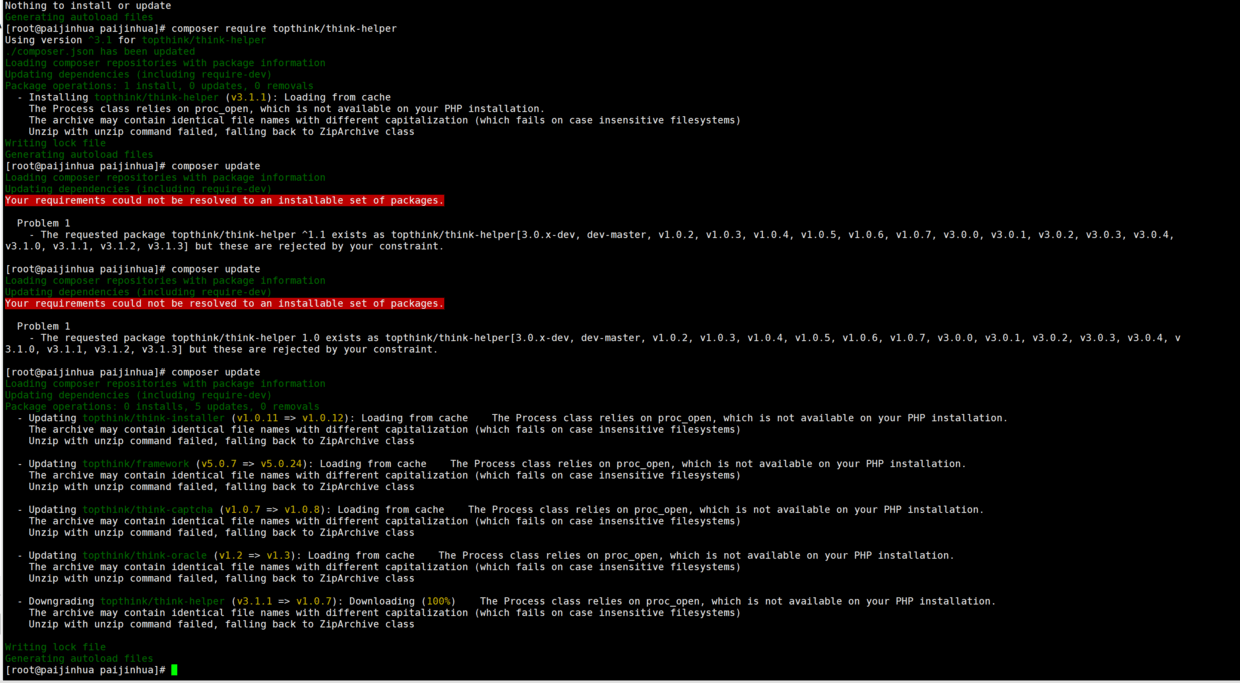 Nothing to install or update
Generating autoload files
[root@paijinhua paijinhua]# composer require topthink/think-helper
Using version ^3.1 for topthink/think-helper
./composer.json has been updated
Loading composer repositories with package information
Updating dependencies (including require-dev)
Package operations: 1 install, 0 updates, 0 removals
  - Installing topthink/think-helper (v3.1.1): Loading from cache
    The Process class relies on proc_open, which is not available on your PHP installation.
    The archive may contain identical file names with different capitalization (which fails on case insensitive filesystems)
    Unzip with unzip command failed, falling back to ZipArchive class
Writing lock file
Generating autoload files
[root@paijinhua paijinhua]# composer update
Loading composer repositories with package information
Updating dependencies (including require-dev)
Your requirements could not be resolved to an installable set of packages.
  Problem 1
    - The requested package topthink/think-helper ^1.1 exists as topthink/think-helper[3.0.x-dev, dev-master, v1.0.2, v1.0.3, v1.0.4, v1.0.5, v1.0.6, v1.0.7, v3.0.0, v3.0.1, v3.0.2, v3.0.3, v3.0.4,
v3.1.0, v3.1.1, v3.1.2, v3.1.3] but these are rejected by your constraint.
[root@paijinhua paijinhua]# composer update
Loading composer repositories with package information
Updating dependencies (including require-dev)
Your requirements could not be resolved to an installable set of packages.
  Problem 1
    - The requested package topthink/think-helper 1.0 exists as topthink/think-helper[3.0.x-dev, dev-master, v1.0.2, v1.0.3, v1.0.4, v1.0.5, v1.0.6, v1.0.7, v3.0.0, v3.0.1, v3.0.2, v3.0.3, v3.0.4, v
3.1.0, v3.1.1, v3.1.2, v3.1.3] but these are rejected by your constraint.
[root@paijinhua paijinhua]# composer update
Loading composer repositories with package information
Updating dependencies (including require-dev)
Package operations: 0 installs, 5 updates, 0 removals
  - Updating topthink/think-installer (v1.0.11 => v1.0.12): Loading from cache    The Process class relies on proc_open, which is not available on your PHP installation.
    The archive may contain identical file names with different capitalization (which fails on case insensitive filesystems)
    Unzip with unzip command failed, falling back to ZipArchive class
  - Updating topthink/framework (v5.0.7 => v5.0.24): Loading from cache    The Process class relies on proc_open, which is not available on your PHP installation.
    The archive may contain identical file names with different capitalization (which fails on case insensitive filesystems)
    Unzip with unzip command failed, falling back to ZipArchive class
  - Updating topthink/think-captcha (v1.0.7 => v1.0.8): Loading from cache    The Process class relies on proc_open, which is not available on your PHP installation.
    The archive may contain identical file names with different capitalization (which fails on case insensitive filesystems)
    Unzip with unzip command failed, falling back to ZipArchive class
  - Updating topthink/think-oracle (v1.2 => v1.3): Loading from cache    The Process class relies on proc_open, which is not available on your PHP installation.
    The archive may contain identical file names with different capitalization (which fails on case insensitive filesystems)
    Unzip with unzip command failed, falling back to ZipArchive class
  - Downgrading topthink/think-helper (v3.1.1 => v1.0.7): Downloading (100%)    The Process class relies on proc_open, which is not available on your PHP installation.
    The archive may contain identical file names with different capitalization (which fails on case insensitive filesystems)
    Unzip with unzip command failed, falling back to ZipArchive class
Writing lock file
Generating autoload files
[root@paijinhua paijinhua]#